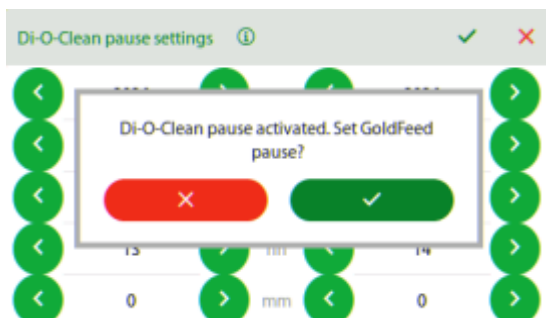 Di-O-Clean pause settings
Di-O-Clean pause activated. Set GoldFeed
pause?
13 14
0 mm 0